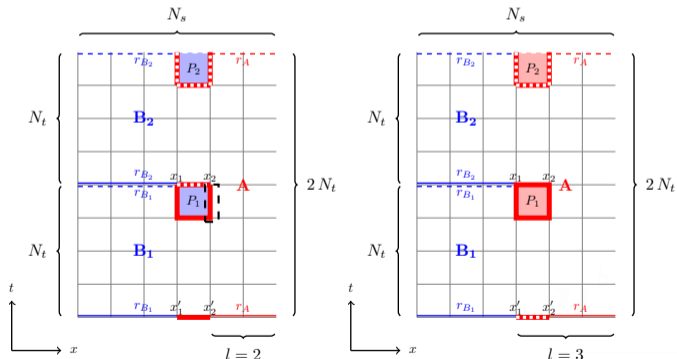 N_s
r_{B_2}
P_2
r_A
N_t
B_2
r_{B_2}
x_1
x_2
r_{B_1}
P_1
A
2 N_t
N_t
B_1
t
r_{B_1}
x'_1
x'_2
r_A
x
l = 2
N_s
r_{B_2}
P_2
r_A
N_t
B_2
r_{B_2}
x_1
x_2
r_{B_1}
P_1
A
2 N_t
N_t
B_1
t
r_{B_1}
x'_1
x'_2
r_A
x
l = 3